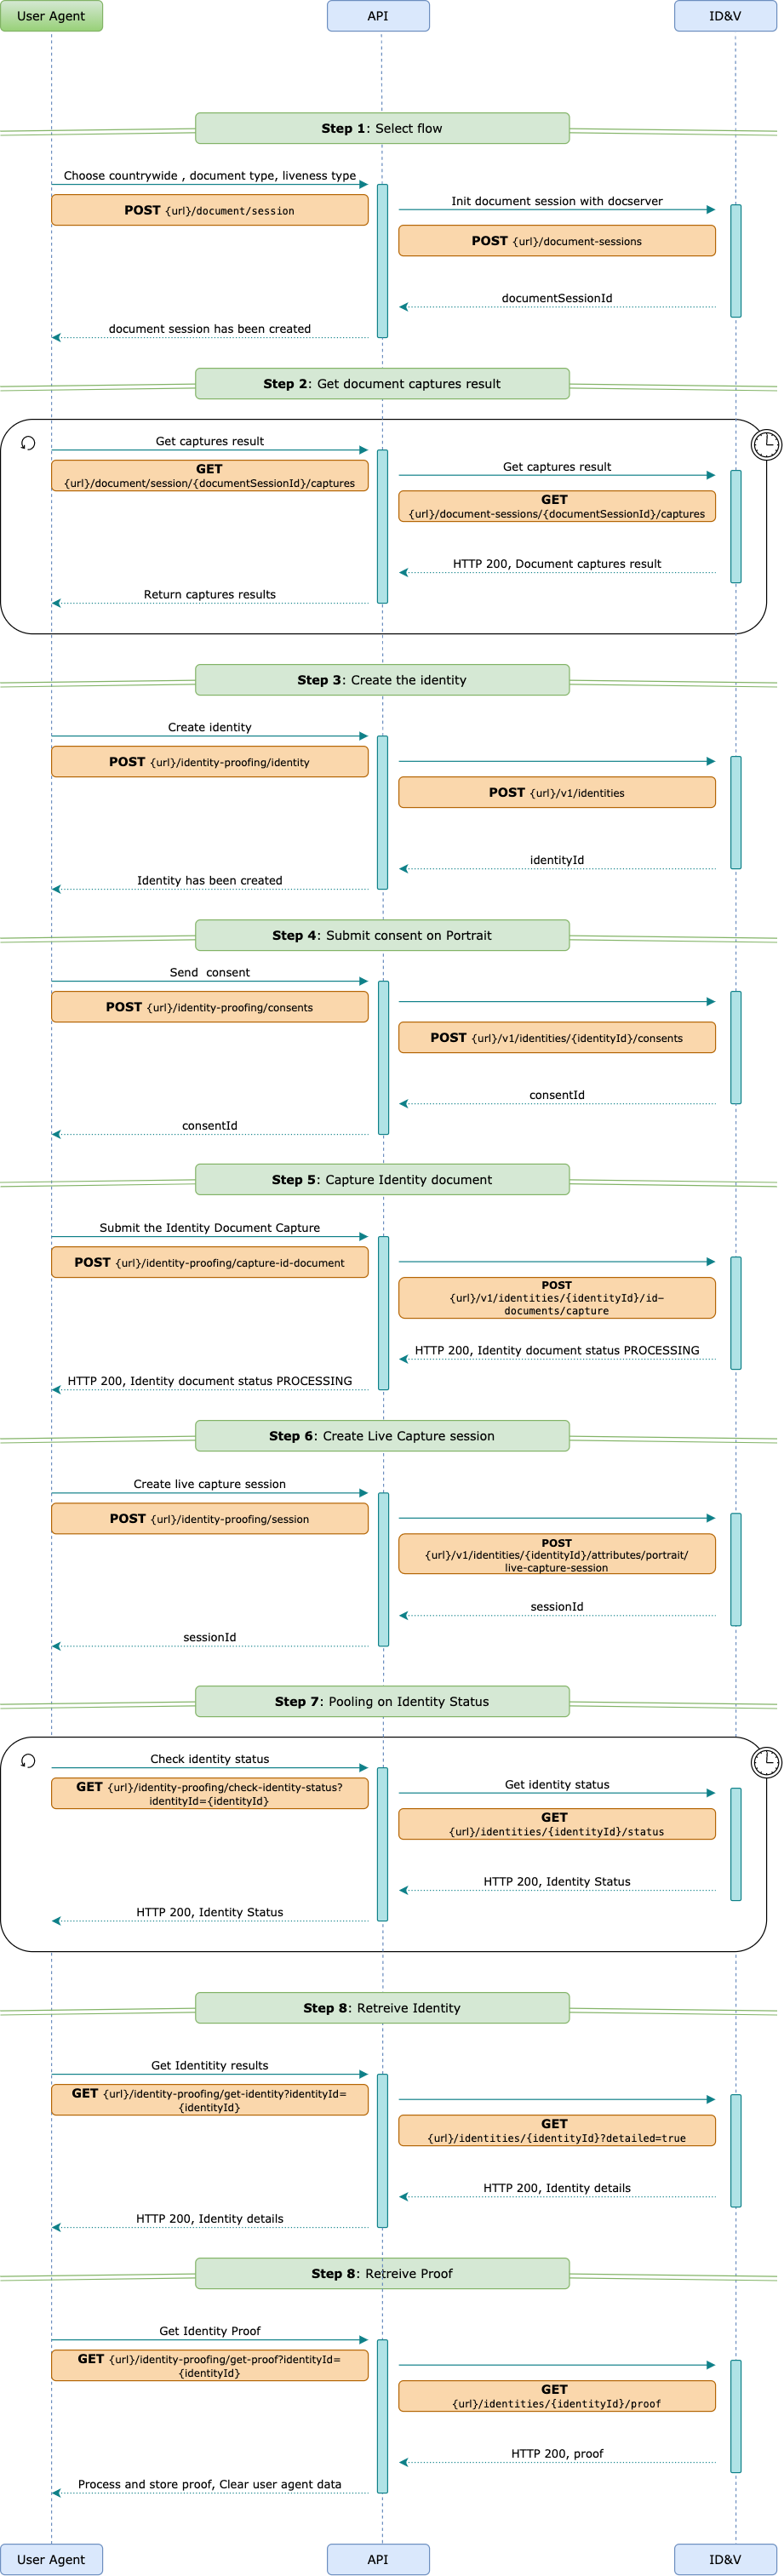 User Agent
API
ID&V
Step 1: Select flow
Choose countrywide , document type, liveness type
POST {url}/document/session
Init document session with docserver
POST {url}/document-sessions
documentSessionId
document session has been created
Step 2: Get document captures result
Get captures result
GET
{url}/document/session/{documentSessionId}/captures
Get captures result
GET
{url}/document-sessions/{documentSessionId}/captures
HTTP 200, Document captures result
Return captures results
Step 3: Create the identity
Create identity
POST {url}/identity-proofing/identity
POST {url}/v1/identities
identityId
Identity has been created
Step 4: Submit consent on Portrait
Send  consent
POST {url}/identity-proofing/consents
POST {url}/v1/identities/{identityId}/consents
consentId
consentId
Step 5: Capture Identity document
Submit the Identity Document Capture
POST {url}/identity-proofing/capture-id-document
POST
{url}/v1/identities/{identityId}/id-
documents/capture
HTTP 200, Identity document status PROCESSING
HTTP 200, Identity document status PROCESSING
Step 6: Create Live Capture session
Create live capture session
POST {url}/identity-proofing/session
POST
{url}/v1/identities/{identityId}/attributes/portrait/
live-capture-session
sessionId
sessionId
Step 7: Pooling on Identity Status
Check identity status
GET {url}/identity-proofing/check-identity-status?
identityId={identityId}
Get identity status
GET
{url}/identities/{identityId}/status
HTTP 200, Identity Status
HTTP 200, Identity Status
Step 8: Retreive Identity
Get Identitity results
GET {url}/identity-proofing/get-identity?identityId=
{identityId}
GET
{url}/identities/{identityId}?detailed=true
HTTP 200, Identity details
HTTP 200, Identity details
Step 8: Retreive Proof
Get Identity Proof
GET {url}/identity-proofing/get-proof?identityId=
{identityId}
GET
{url}/identities/{identityId}/proof
HTTP 200, proof
Process and store proof, Clear user agent data
User Agent
API
ID&V